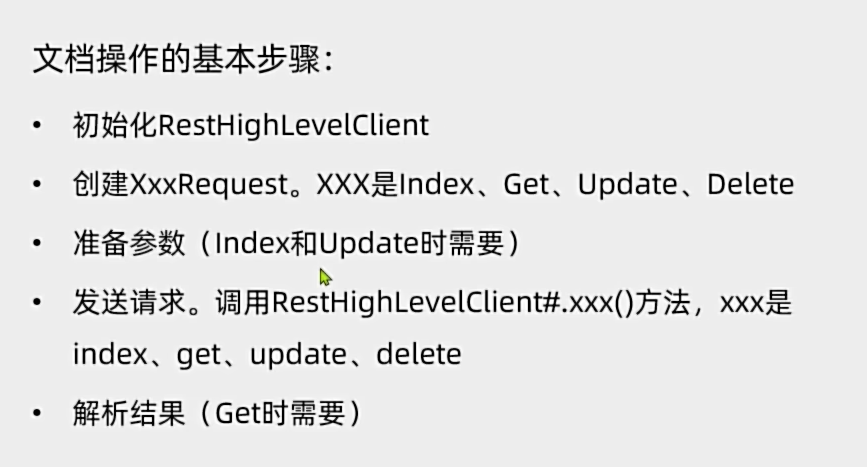 文档操作的基本步骤：
• 初始化RestHighLevelClient
• 创建XxxRequest。XXX是Index、Get、Update、Delete
• 准备参数（Index和Update时需要）
• 发送请求。调用RestHighLevelClient#.xxx()方法，xxx是
index、get、update、delete
• 解析结果（Get时需要）